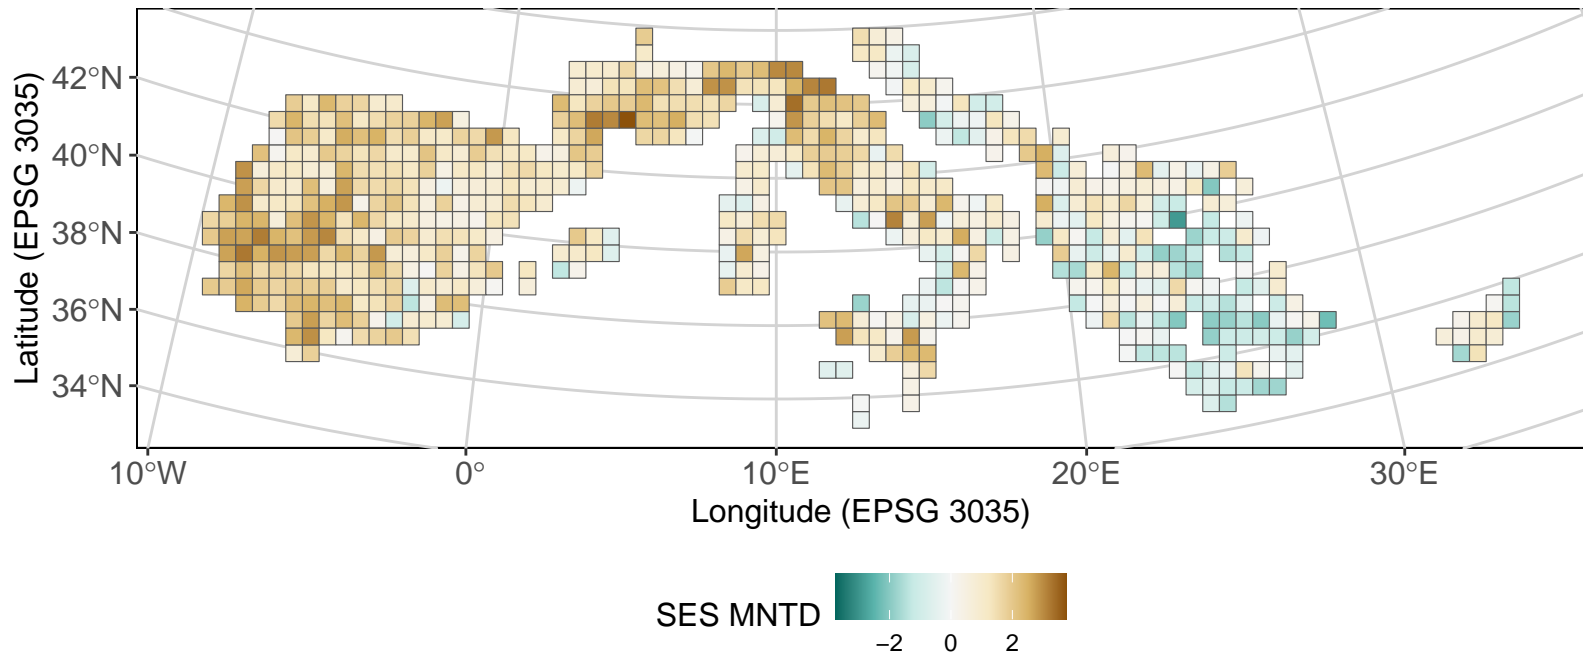 Latitude (EPSG 3035)
42°N
40°N
38°N
36°N
34°N
10°W 0° 10°E 20°E 30°E
Longitude (EPSG 3035)
SES MNTD
−2 0 2